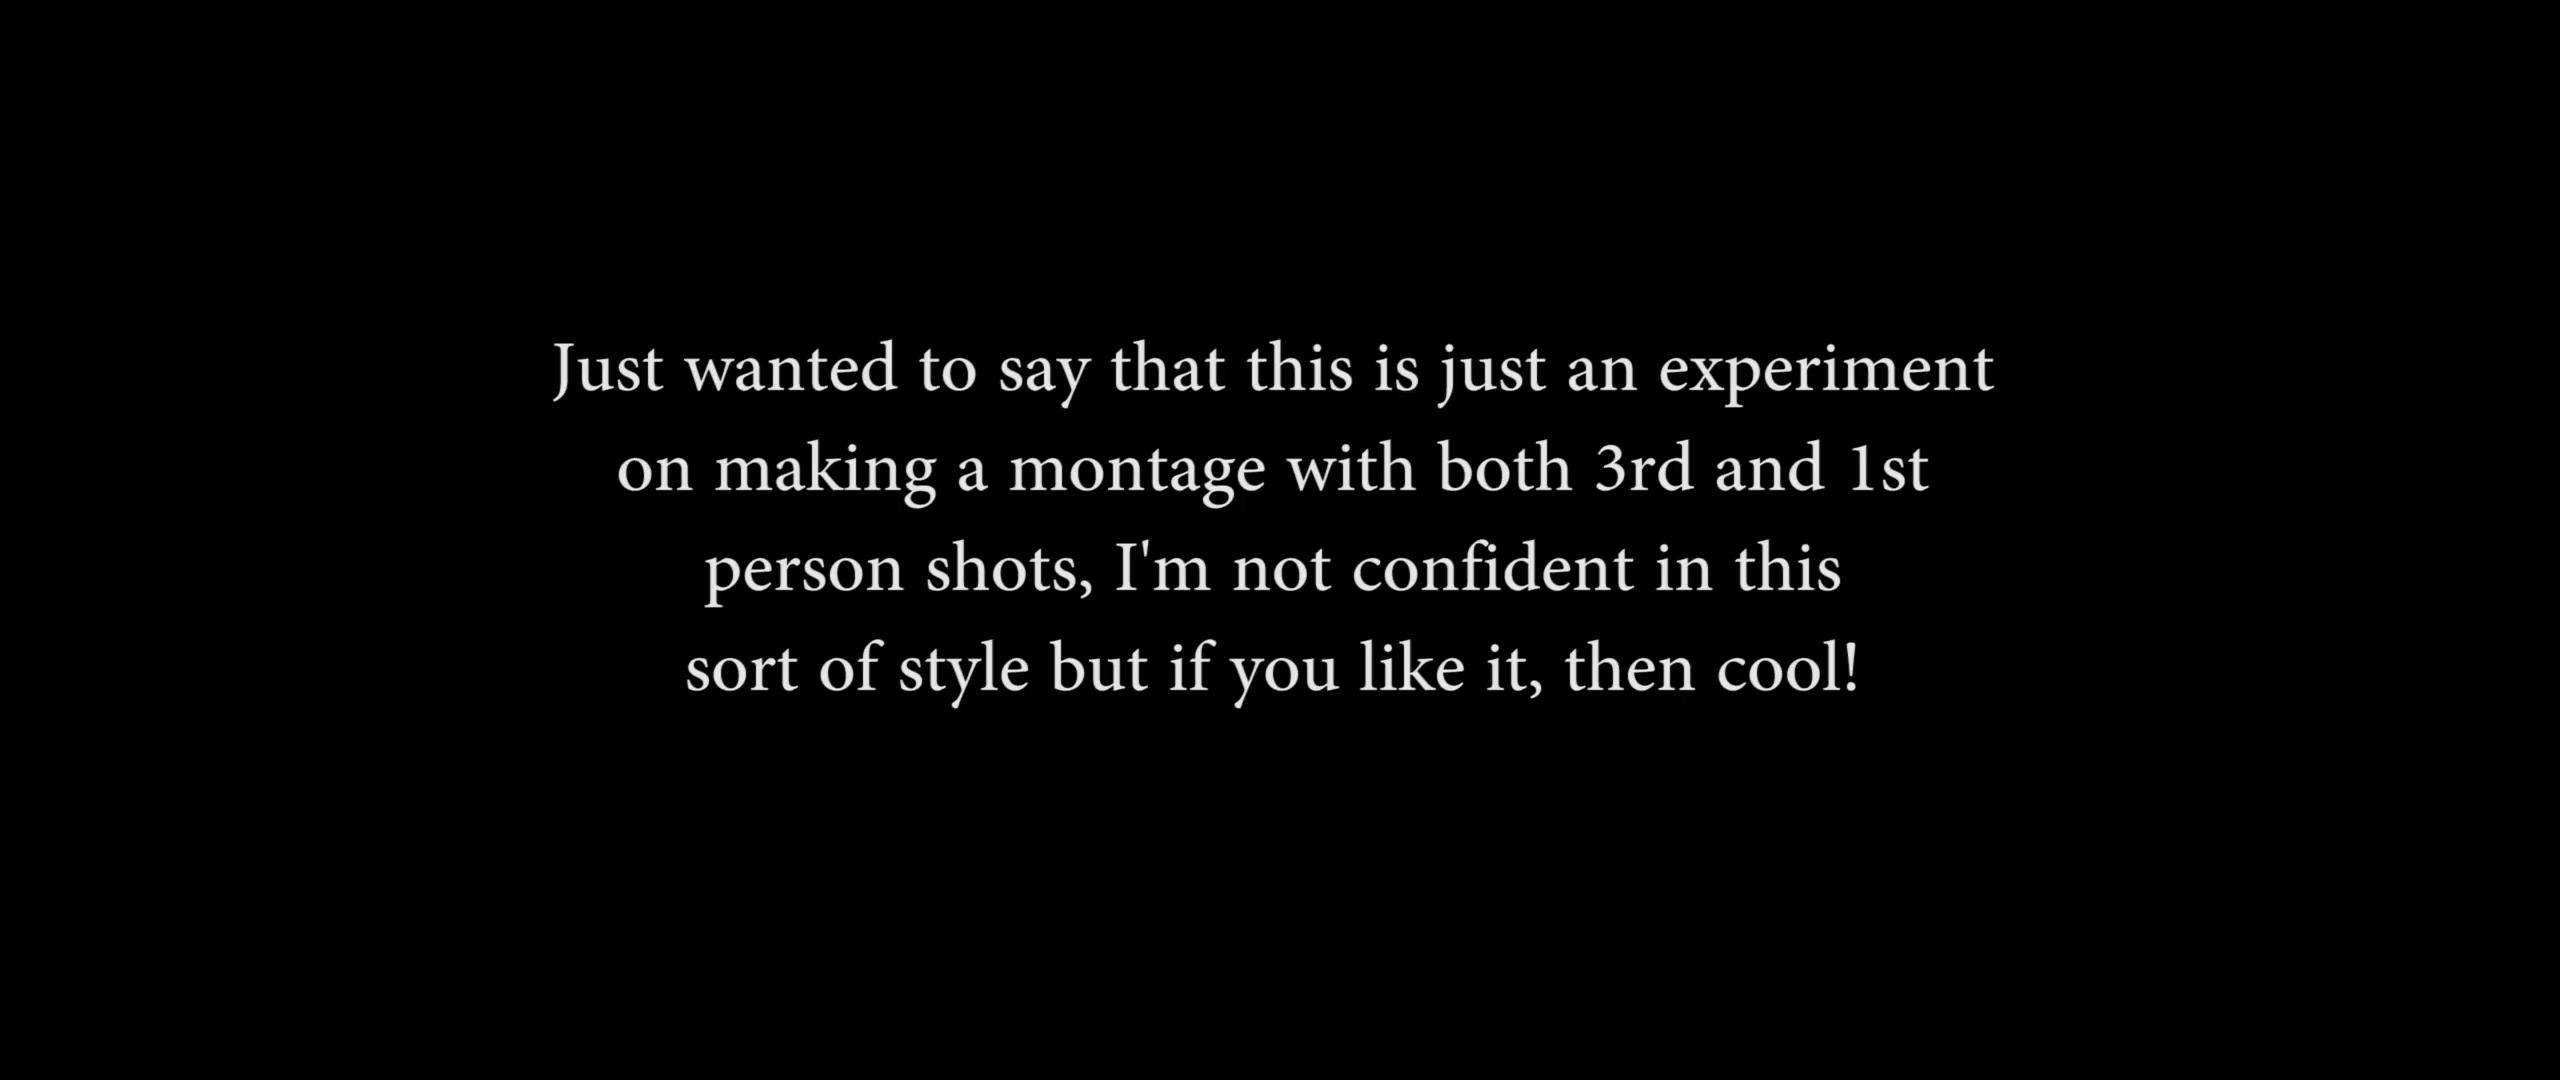 Just wanted to say that this is just an experiment
on making a montage with both 3rd and 1st
person shots, I'm not confident in this
sort of style but if you like it, then cool!